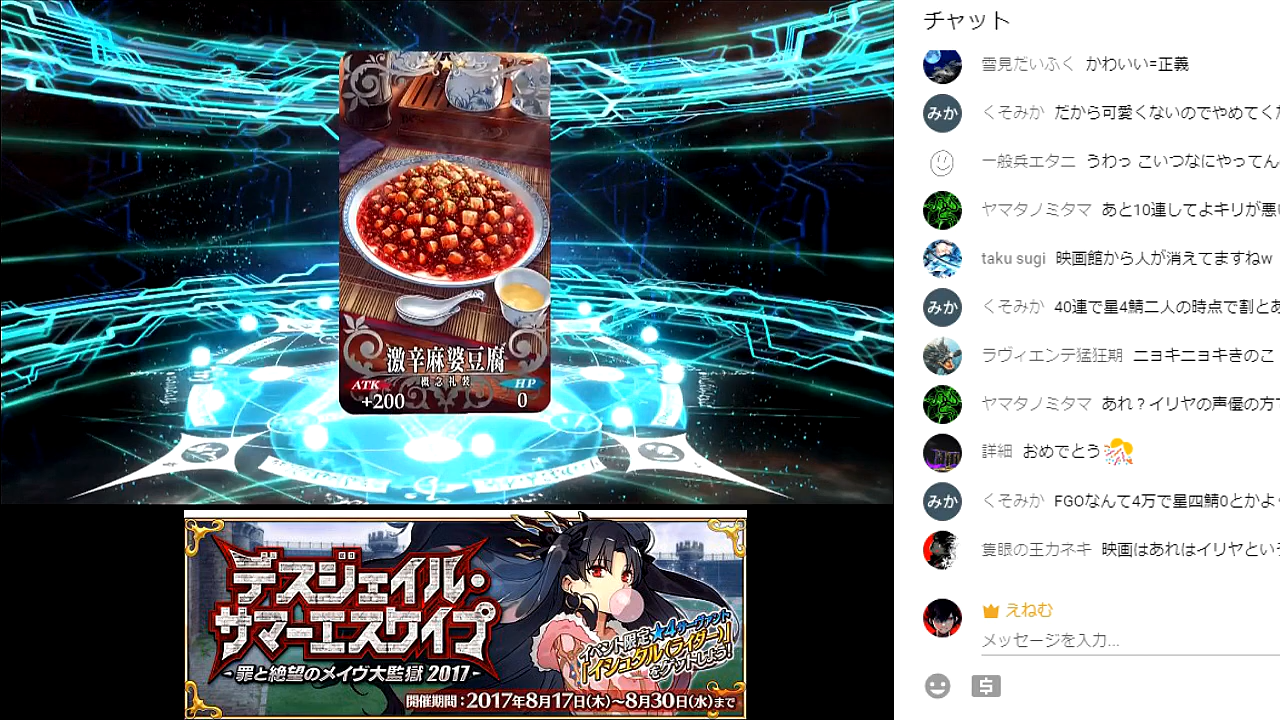 激辛麻婆豆腐
ATK 概念礼装 HP
+200 0
デスジェイル・
サマーエスケイプ
-罪と絶望のメイヴ大監獄 2017-
イベント限定★4サーヴァント
「イシュタル(ライダー)」
をゲットしよう!
開催期間:2017年8月17日(木)~8月30日(水)まで
チャット
雪見だいふく かわいい=正義
みか くそみか だから可愛くないのでやめてく
一般兵エタニ うわっ こいつなにやってん
ヤマタノミタマ あと10連してよキリが悪
taku sugi 映画館から人が消えてますねw
みか くそみか 40連で星4鯖二人の時点で割と
ラヴィエンテ猛狂期 ニョキニョキきのこ
ヤマタノミタマ あれ?イリヤの声優の方
詳細 おめでとう
みか くそみか FGOなんて4万で星四鯖0とかよ
隻眼の王カネキ 映画はあれはイリヤとい
えねむ
メッセージを入力...